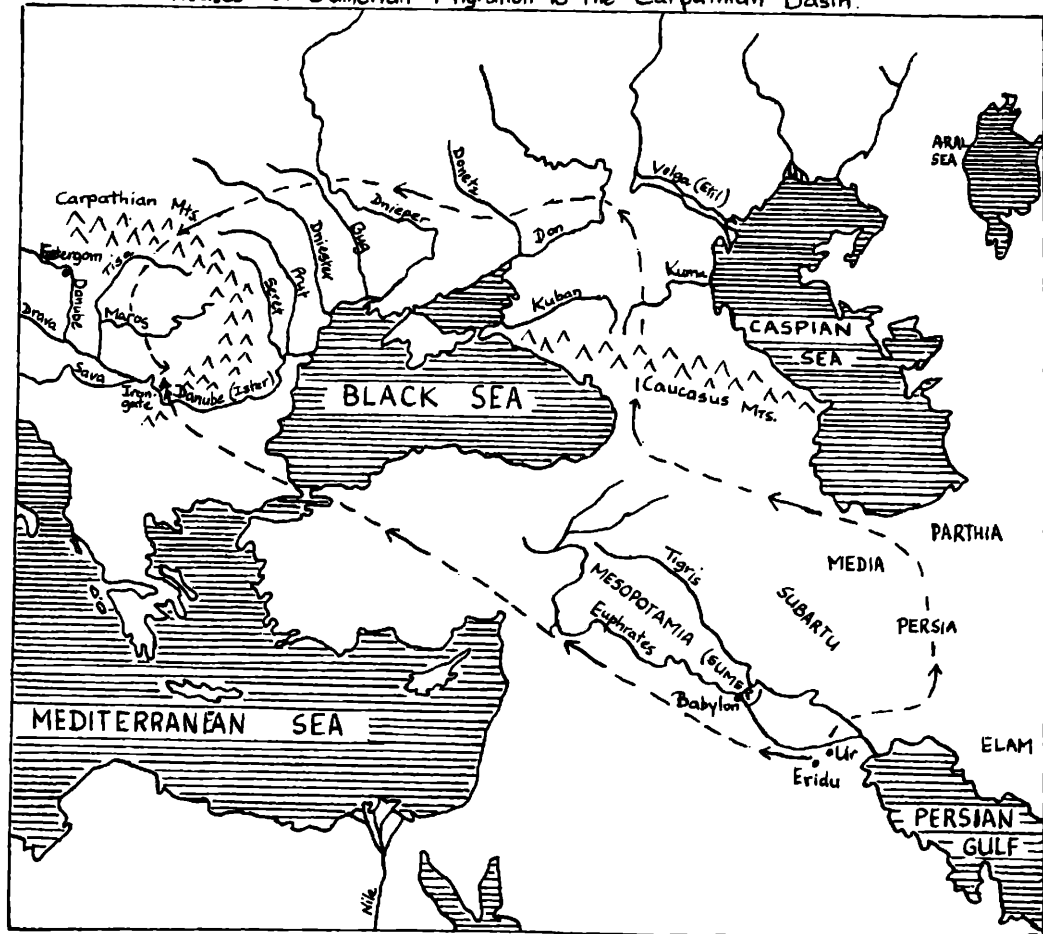 Sumerian Migration to the Carpathian Basin.
ARAL
SEA
Volga (Etil)
Donetz
Carpathian Mts.
Dnieper
Bug
Dniester
Don
Esztergom
Tisa
Danube
Prut
Seret
Kuma
Maros
Kuban
Drava
CASPIAN
SEA
Sava
Iron
gate
Danube (Ister)
BLACK SEA
Caucasus Mts.
PARTHIA
MEDIA
Tigris
SUBARTU
MESOPOTAMIA (SUMER)
PERSIA
Euphrates
Babylon
MEDITERRANEAN SEA
ELAM
Ur
Eridu
PERSIAN
GULF
Nile